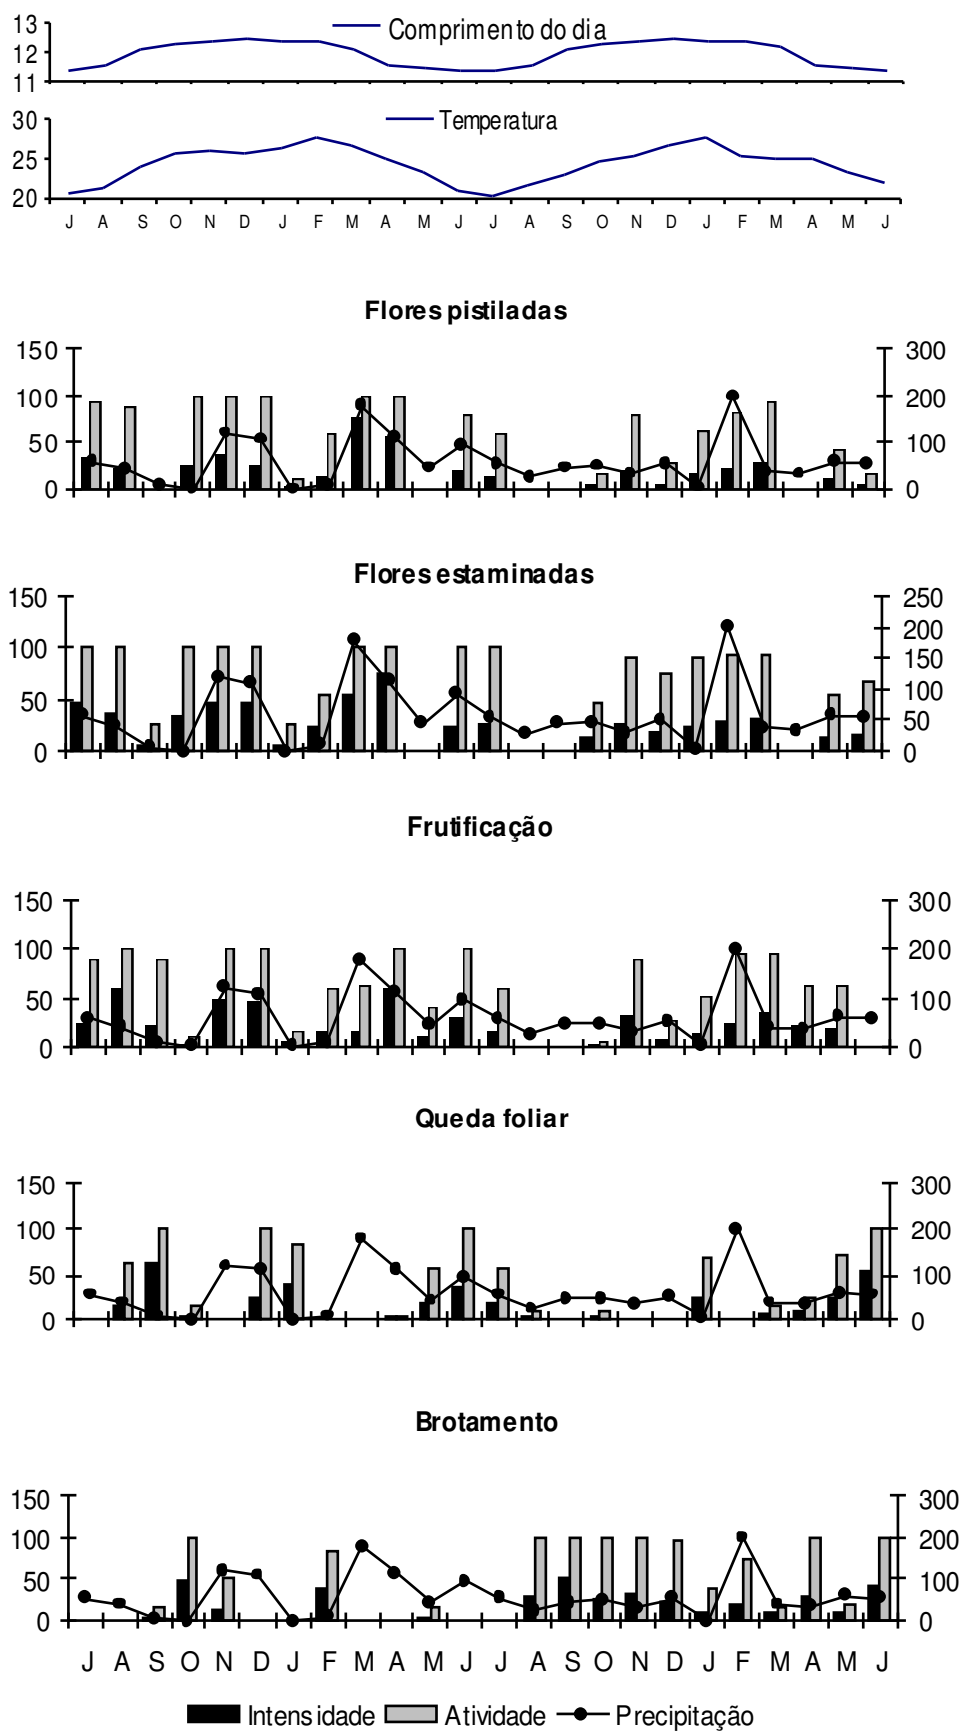 Comprimento do dia
13
12
11
Temperatura
30
25
20
J A S O N D J F M A M J J A S O N D J F M A M J
Flores pistiladas
150 300
100 200
50 100
0 0
Flores estaminadas
150 250
200
100 150
100
50 50
0 0
Frutificação
150 300
100 200
50 100
0 0
Queda foliar
150 300
100 200
50 100
0 0
Brotamento
150 300
100 200
50 100
0 0
J A S O N D J F M A M J J A S O N D J F M A M J
Intensidade Atividade Precipitação